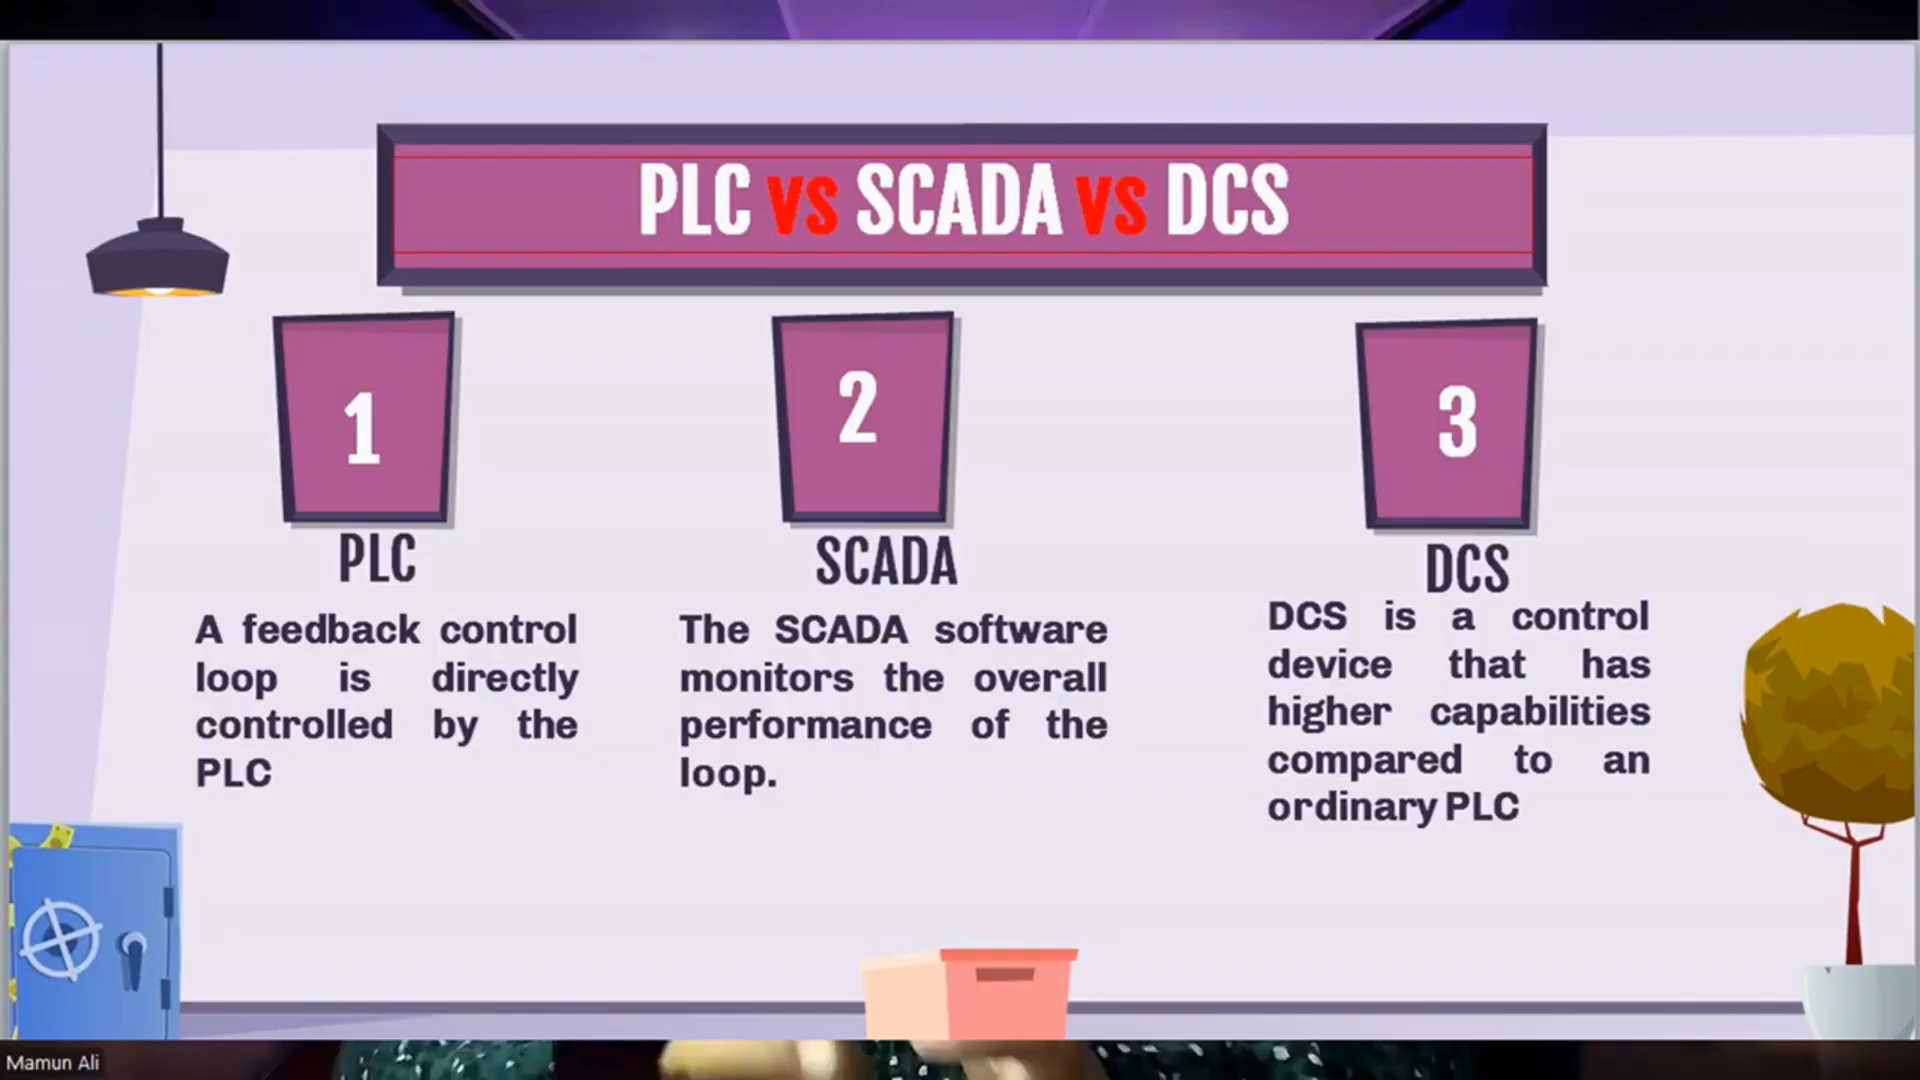 PLC VS SCADA VS DCS
1
PLC
A feedback control
loop is directly
controlled by the
PLC
2
SCADA
The SCADA software
monitors the overall
performance of the
loop.
3
DCS
DCS is a control
device that has
higher capabilities
compared to an
ordinary PLC
Mamun Ali